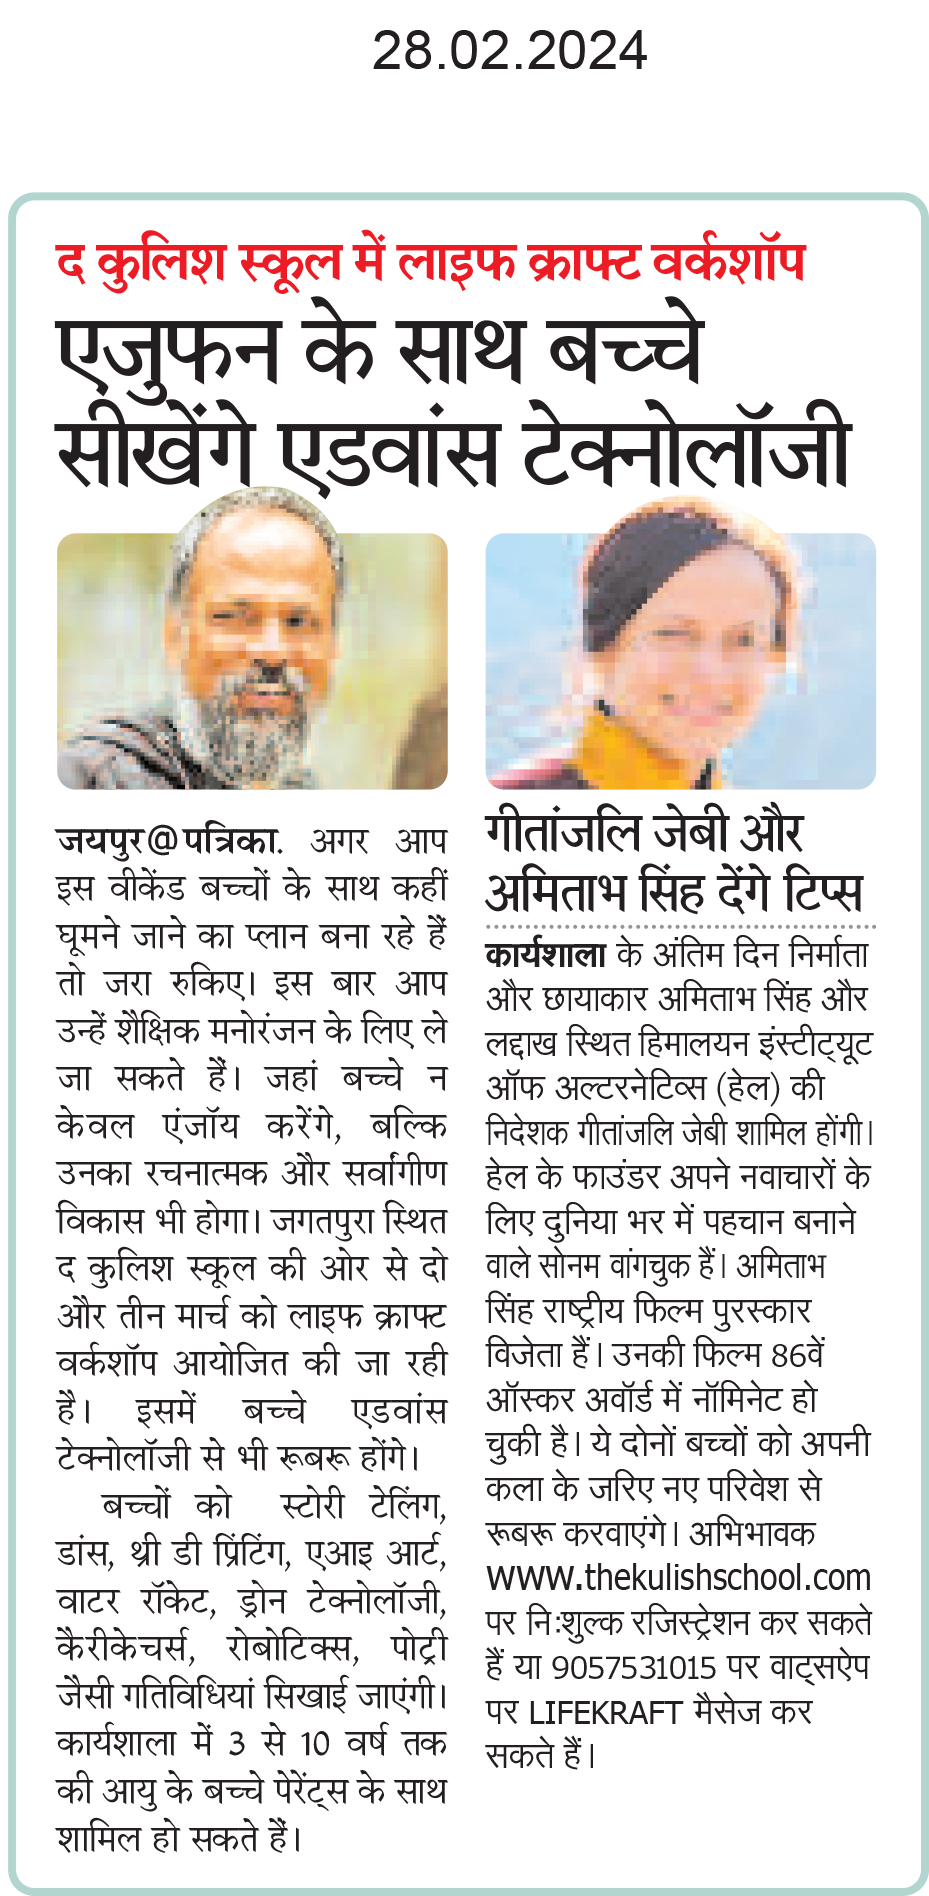 28.02.2024
द कुलिश स्कूल में लाइफ क्राफ्ट वर्कशॉप
एजुफन के साथ बच्चे
सीखेंगे एडवांस टेक्नोलॉजी
जयपुर@पत्रिका. अगर आप
इस वीकेंड बच्चों के साथ कहीं
घूमने जाने का प्लान बना रहे हैं
तो जरा रुकिए। इस बार आप
उन्हें शैक्षिक मनोरंजन के लिए ले
जा सकते हैं। जहां बच्चे न
केवल एंजॉय करेंगे, बल्कि
उनका रचनात्मक और सर्वांगीण
विकास भी होगा। जगतपुरा स्थित
द कुलिश स्कूल की ओर से दो
और तीन मार्च को लाइफ क्राफ्ट
वर्कशॉप आयोजित की जा रही
है। इसमें बच्चे एडवांस
टेक्नोलॉजी से भी रूबरू होंगे।
बच्चों को स्टोरी टेलिंग,
डांस, थ्री डी प्रिंटिंग, एआइ आर्ट,
वाटर रॉकेट, ड्रोन टेक्नोलॉजी,
कैरीकेचर्स, रोबोटिक्स, पोट्री
जैसी गतिविधियां सिखाई जाएंगी।
कार्यशाला में 3 से 10 वर्ष तक
की आयु के बच्चे पेरेंट्स के साथ
शामिल हो सकते हैं।
गीतांजलि जेबी और
अमिताभ सिंह देंगे टिप्स
कार्यशाला के अंतिम दिन निर्माता
और छायाकार अमिताभ सिंह और
लद्दाख स्थित हिमालयन इंस्टीट्यूट
ऑफ अल्टरनेटिव्स (हेल) की
निदेशक गीतांजलि जेबी शामिल होंगी।
हेल के फाउंडर अपने नवाचारों के
लिए दुनिया भर में पहचान बनाने
वाले सोनम वांगचुक हैं। अमिताभ
सिंह राष्ट्रीय फिल्म पुरस्कार
विजेता हैं। उनकी फिल्म 86वें
ऑस्कर अवॉर्ड में नॉमिनेट हो
चुकी है। ये दोनों बच्चों को अपनी
कला के जरिए नए परिवेश से
रूबरू करवाएंगे। अभिभावक
www.thekulishschool.com
पर नि:शुल्क रजिस्ट्रेशन कर सकते
हैं या 9057531015 पर वाट्सऐप
पर LIFEKRAFT मैसेज कर
सकते हैं।